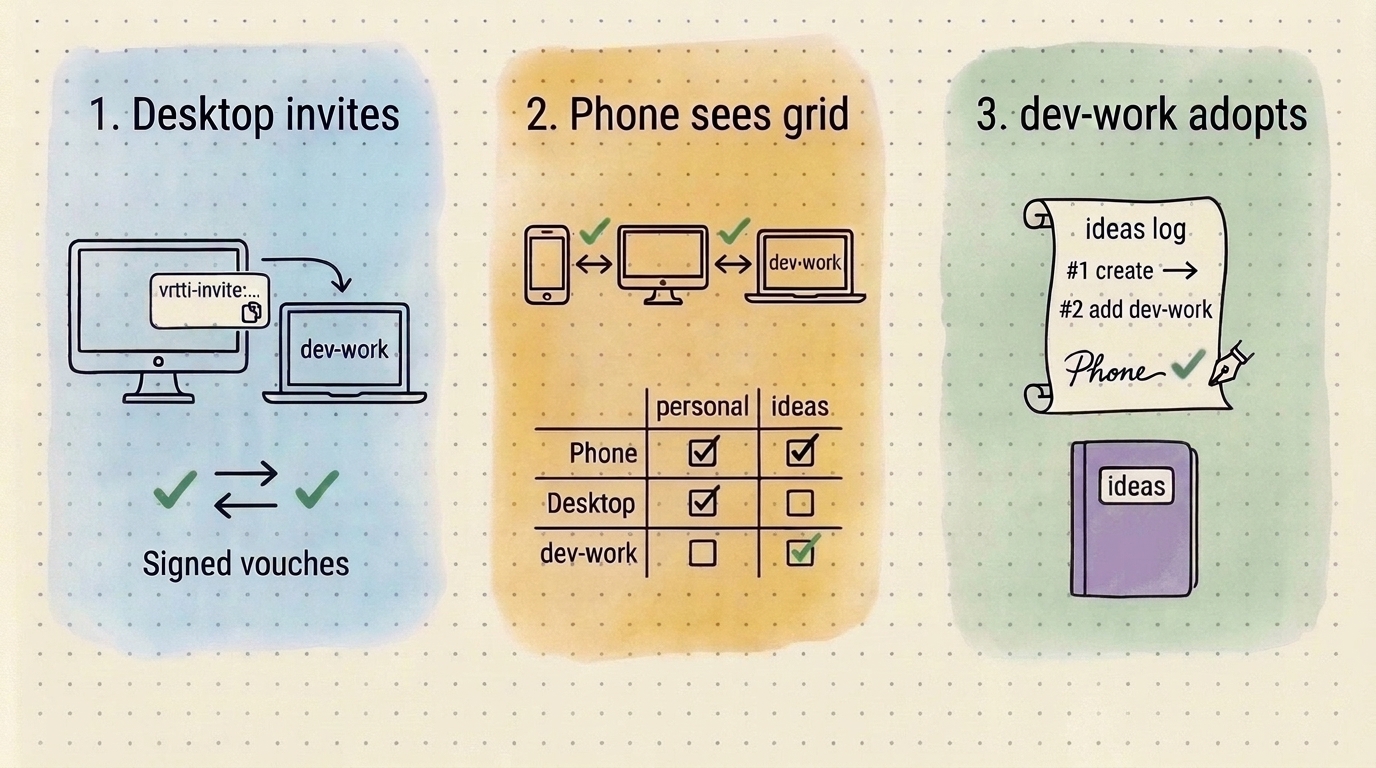 1. Desktop invites
vrtti-invite:...
dev-work
Signed vouches
2. Phone sees grid
dev-work
personal ideas
Phone
Desktop
dev-work
3. dev-work adopts
ideas log
#1 create →
#2 add dev-work
Phone
ideas